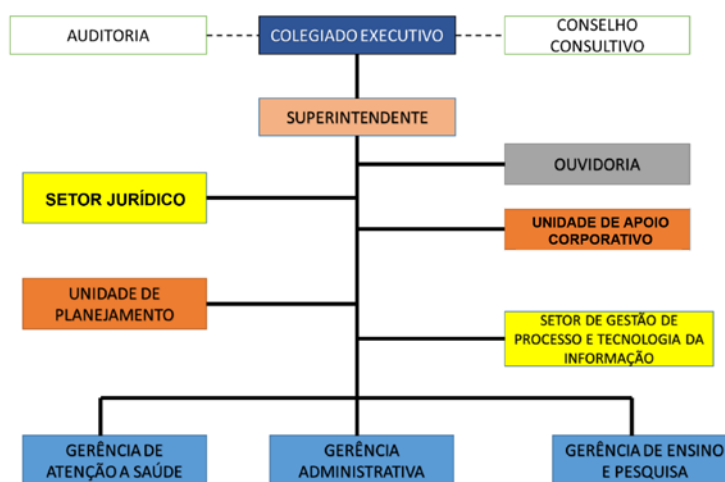 AUDITORIA
COLEGIADO EXECUTIVO
CONSELHO
CONSULTIVO
SUPERINTENDENTE
OUVIDORIA
SETOR JURÍDICO
UNIDADE DE APOIO
CORPORATIVO
UNIDADE DE
PLANEJAMENTO
SETOR DE GESTÃO DE
PROCESSO E TECNOLOGIA DA
INFORMAÇÃO
GERÊNCIA DE
ATENÇÃO A SAÚDE
GERÊNCIA
ADMINISTRATIVA
GERÊNCIA DE ENSINO
E PESQUISA